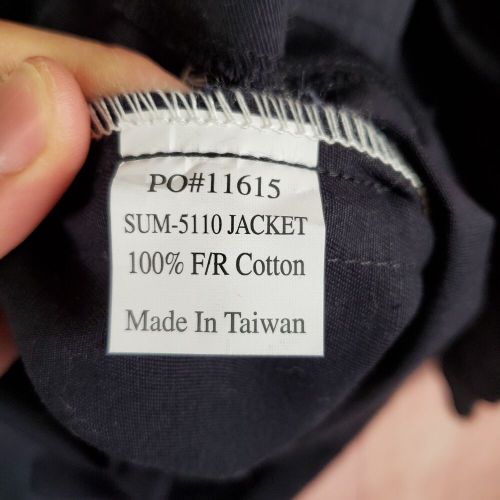 PO#11615
SUM-5110 JACKET
100% F/R Cotton
Made In Taiwan